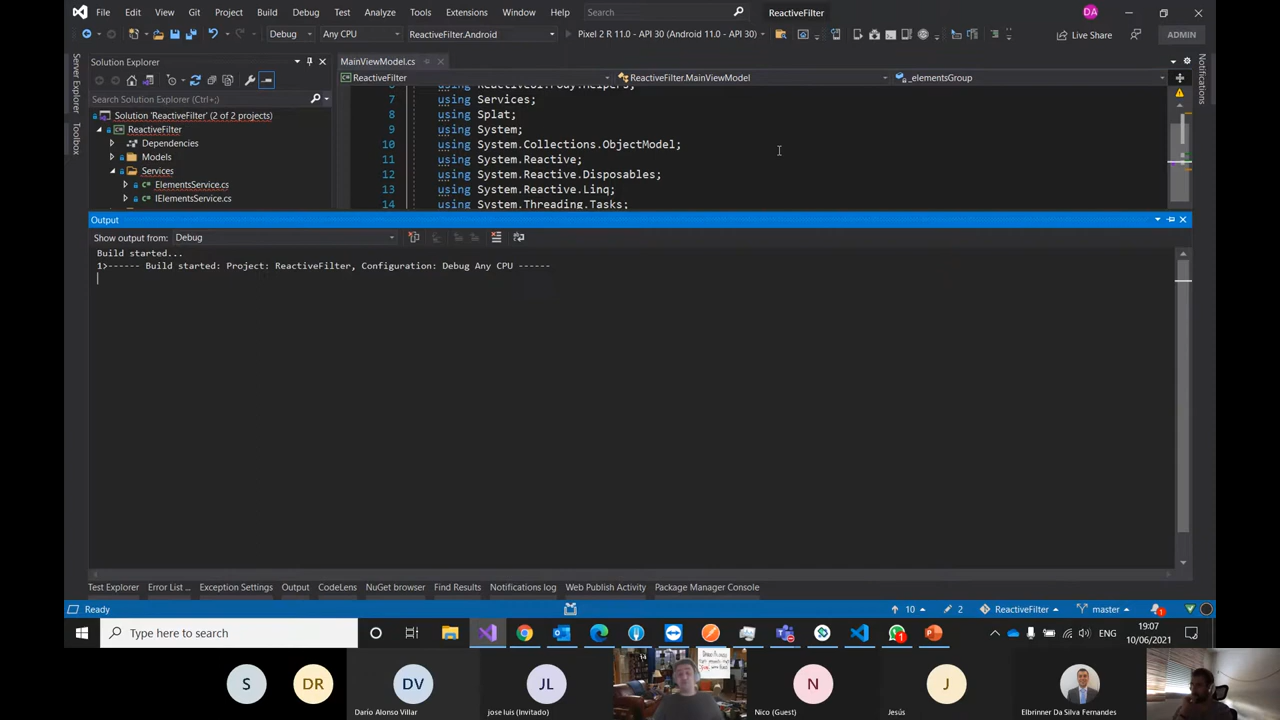 File Edit View Git Project Build Debug Test Analyze Tools Extensions Window Help Search ReactiveFilter DA
Debug Any CPU ReactiveFilter.Android Pixel 2 R 11.0 - API 30 (Android 11.0 - API 30) Live Share ADMIN
Server Explorer
Toolbox
Solution Explorer
Search Solution Explorer (Ctrl+;)
Solution 'ReactiveFilter' (2 of 2 projects)
ReactiveFilter
Dependencies
Models
Services
ElementsService.cs
IElementsService.cs
MainViewModel.cs
ReactiveFilter ReactiveFilter.MainViewModel _elementsGroup
7 using Services;
8 using Splat;
9 using System;
10 using System.Collections.ObjectModel;
11 using System.Reactive;
12 using System.Reactive.Disposables;
13 using System.Reactive.Linq;
14 using System.Threading.Tasks;
Notifications
Output
Show output from: Debug
Build started...
1>------ Build started: Project: ReactiveFilter, Configuration: Debug Any CPU ------
Test Explorer Error List ... Exception Settings Output CodeLens NuGet browser Find Results Notifications log Web Publish Activity Package Manager Console
Ready 10 2 ReactiveFilter master 1
Type here to search 1 ENG 19:07
10/06/2021
S DR DV JL N J
Darío Alonso Villar jose luis (Invitado) Nico (Guest) Jesús Elbrinner Da Silva Fernandes